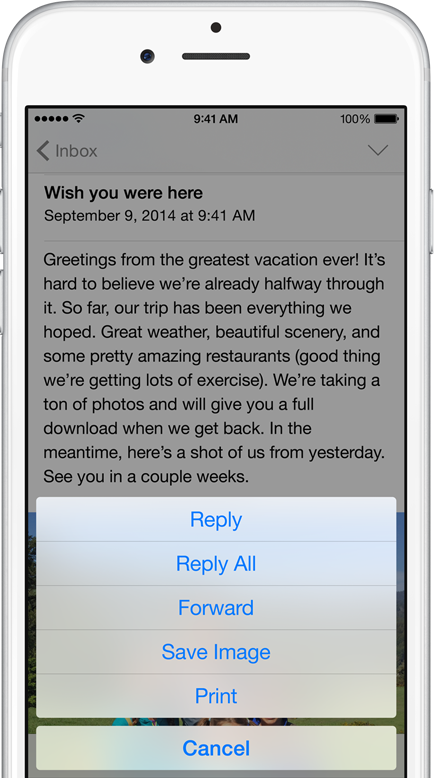 9:41 AM 100%
Inbox
Wish you were here
September 9, 2014 at 9:41 AM
Greetings from the greatest vacation ever! It’s
hard to believe we’re already halfway through
it. So far, our trip has been everything we
hoped. Great weather, beautiful scenery, and
some pretty amazing restaurants (good thing
we’re getting lots of exercise). We’re taking a
ton of photos and will give you a full
download when we get back. In the
meantime, here’s a shot of us from yesterday.
See you in a couple weeks.
Reply
Reply All
Forward
Save Image
Print
Cancel